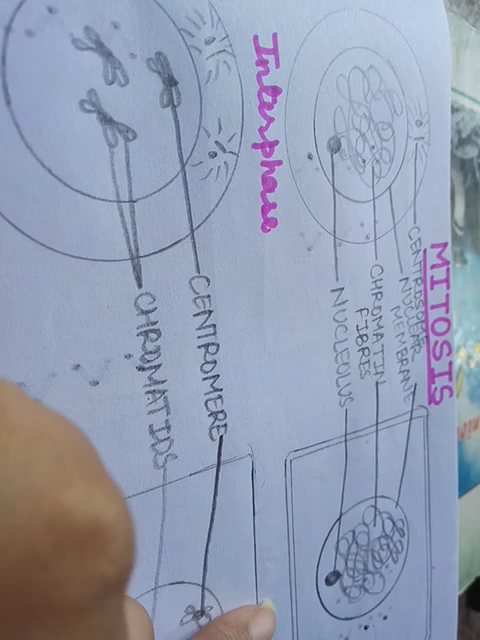 MITOSIS
CENTROSOME
NUCLEAR
MEMBRANE
CHROMATIN
FIBRES
NUCLEOLUS
Interphase
CENTROMERE
CHROMATIDS